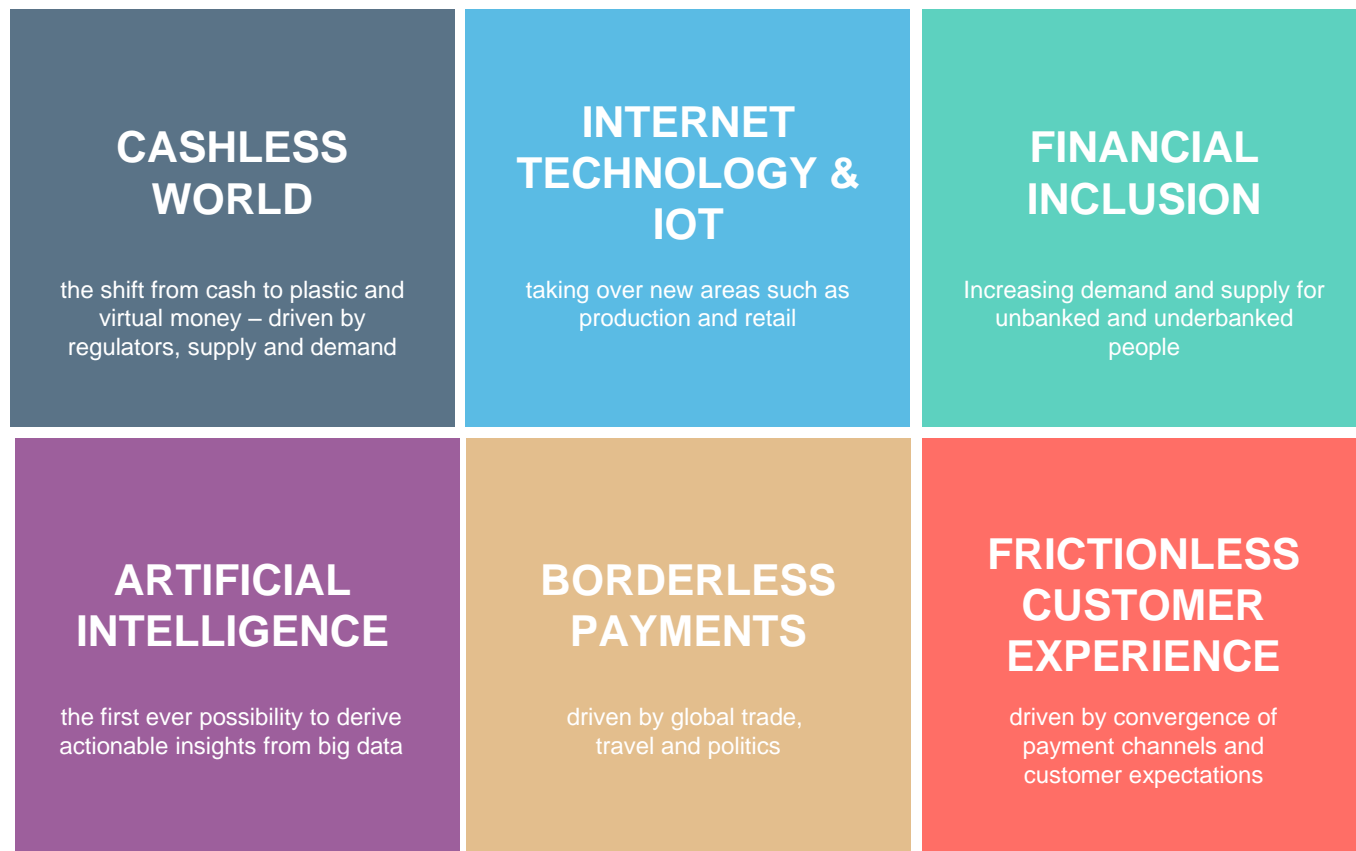 CASHLESS
WORLD
the shift from cash to plastic and
virtual money – driven by
regulators, supply and demand
INTERNET
TECHNOLOGY &
IOT
taking over new areas such as
production and retail
FINANCIAL
INCLUSION
Increasing demand and supply for
unbanked and underbanked
people
ARTIFICIAL
INTELLIGENCE
the first ever possibility to derive
actionable insights from big data
BORDERLESS
PAYMENTS
driven by global trade,
travel and politics
FRICTIONLESS
CUSTOMER
EXPERIENCE
driven by convergence of
payment channels and
customer expectations